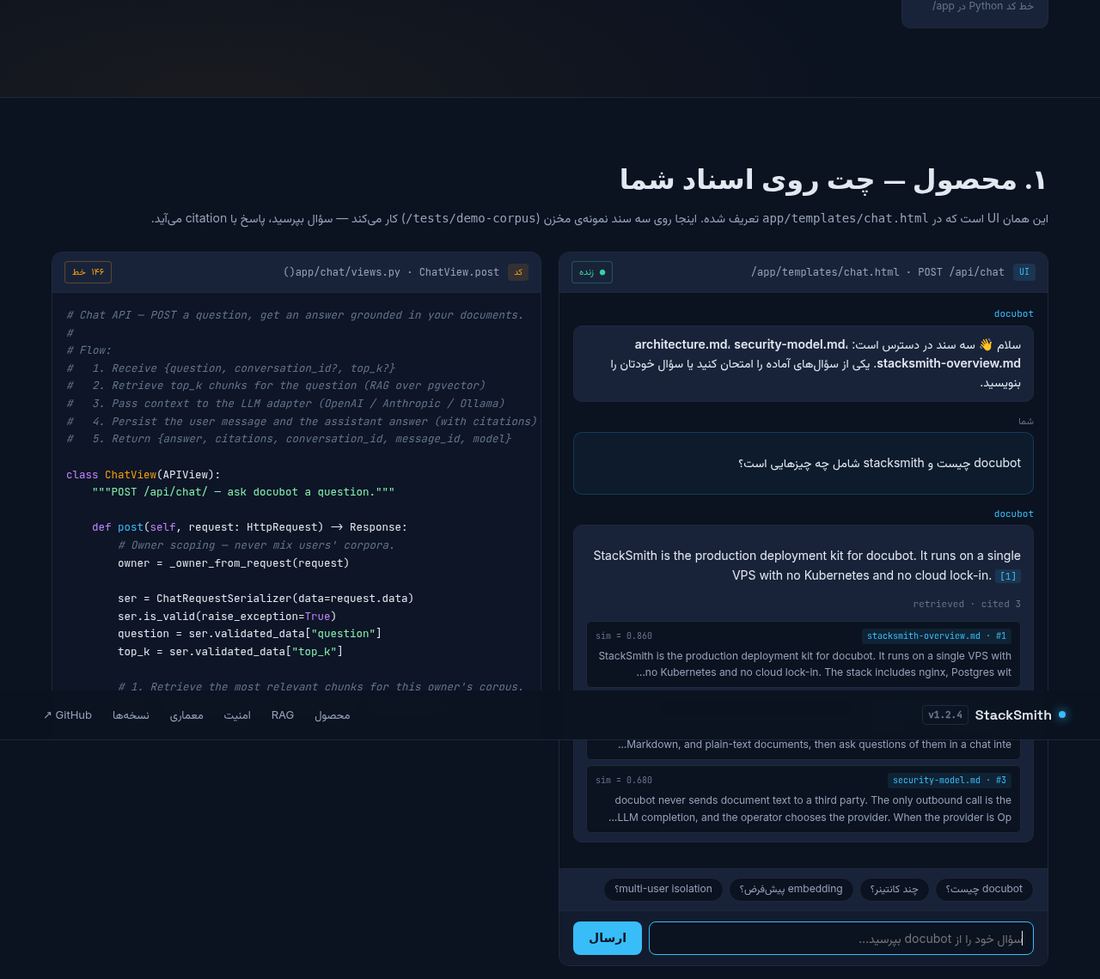 خط کد Python در app/
۱. محصول — چت روی اسناد شما
این همان UI است که در app/templates/chat.html تعریف شده. اینجا روی سه سند نمونه‌ی مخزن (tests/demo-corpus/) کار می‌کند — سؤال بپرسید، پاسخ با citation می‌آید.
UI app/templates/chat.html · POST /api/chat/
زنده
docubot
سلام 👋 سه سند در دسترس است: architecture.md، security-model.md،
stacksmith-overview.md. یکی از سؤال‌های آماده را امتحان کنید یا سؤال خودتان را
بنویسید.
شما
docubot چیست و stacksmith شامل چه چیزهایی است؟
docubot
StackSmith is the production deployment kit for docubot. It runs on a single
VPS with no Kubernetes and no cloud lock-in. [1]
retrieved · cited 3
stacksmith-overview.md · #1
sim = 0.860
StackSmith is the production deployment kit for docubot. It runs on a single VPS with
no Kubernetes and no cloud lock-in. The stack includes nginx, Postgres wit...
Markdown, and plain-text documents, then ask questions of them in a chat inte...
security-model.md · #3
sim = 0.680
docubot never sends document text to a third party. The only outbound call is the
LLM completion, and the operator chooses the provider. When the provider is Op...
docubot چیست؟
چند کانتینر؟
embedding پیش‌فرض؟
multi-user isolation؟
سؤال خود را از docubot بپرسید...
ارسال
کد app/chat/views.py · ChatView.post()
۱۴۶ خط
# Chat API — POST a question, get an answer grounded in your documents.
#
# Flow:
#   1. Receive {question, conversation_id?, top_k?}
#   2. Retrieve top_k chunks for the question (RAG over pgvector)
#   3. Pass context to the LLM adapter (OpenAI / Anthropic / Ollama)
#   4. Persist the user message and the assistant answer (with citations)
#   5. Return {answer, citations, conversation_id, message_id, model}
class ChatView(APIView):
"""POST /api/chat/ — ask docubot a question."""
def post(self, request: HttpRequest) -> Response:
# Owner scoping — never mix users' corpora.
owner = _owner_from_request(request)
ser = ChatRequestSerializer(data=request.data)
ser.is_valid(raise_exception=True)
question = ser.validated_data["question"]
top_k = ser.validated_data["top_k"]
# 1. Retrieve the most relevant chunks for this owner's corpus.
StackSmith v1.2.4
محصول
RAG
امنیت
معماری
نسخه‌ها
GitHub ↗